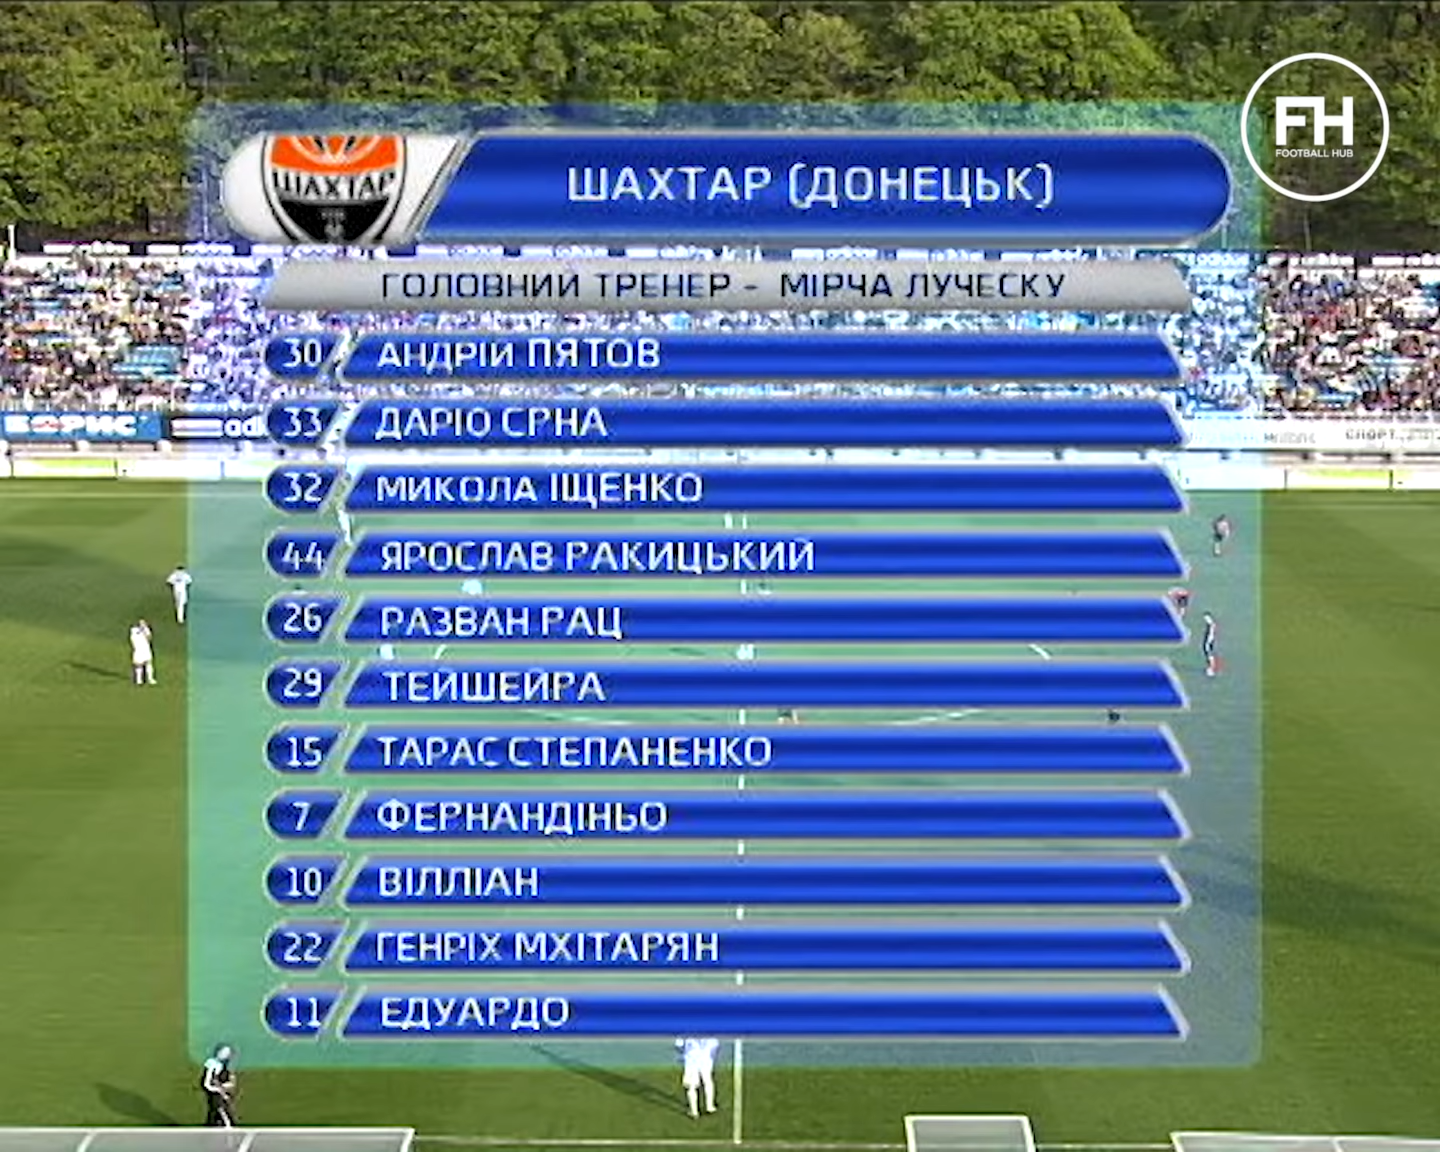 FH
FOOTBALL HUB
ШАХТАР
ШАХТАР (ДОНЕЦЬК)
ГОЛОВНИЙ ТРЕНЕР - МІРЧА ЛУЧЕСКУ
30 АНДРІЙ ПЯТОВ
33 ДАРІО СРНА
32 МИКОЛА ІЩЕНКО
44 ЯРОСЛАВ РАКИЦЬКИЙ
26 РАЗВАН РАЦ
29 ТЕЙШЕЙРА
15 ТАРАС СТЕПАНЕНКО
7 ФЕРНАНДІНЬО
10 ВІЛЛІАН
22 ГЕНРІХ МХІТАРЯН
11 ЕДУАРДО
БОРИС